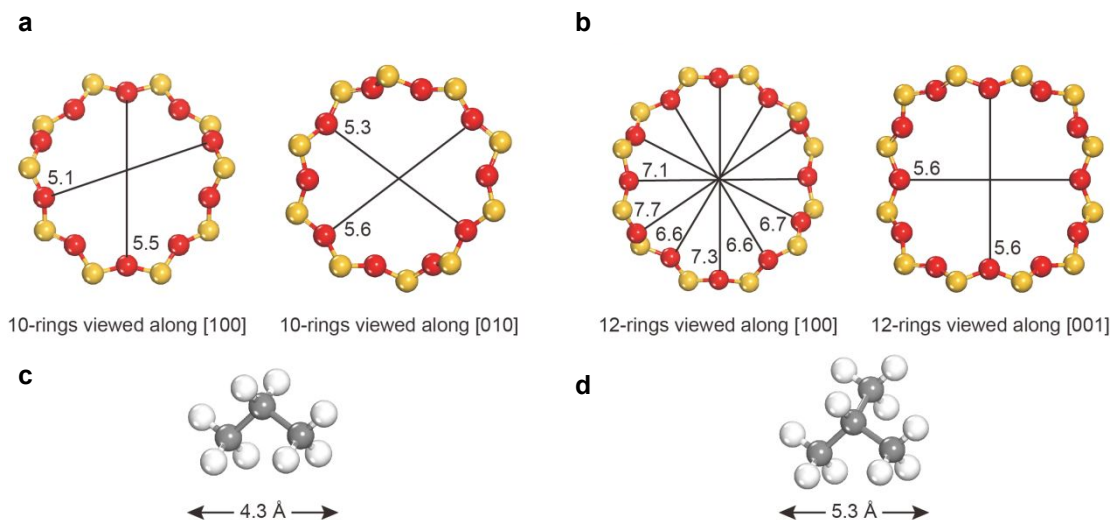 a
b
5.1
5.5
5.3
5.6
7.1
7.7
6.6
7.3
6.6
6.7
5.6
5.6
10-rings viewed along [100]
10-rings viewed along [010]
12-rings viewed along [100]
12-rings viewed along [001]
c
d
4.3 Å
5.3 Å